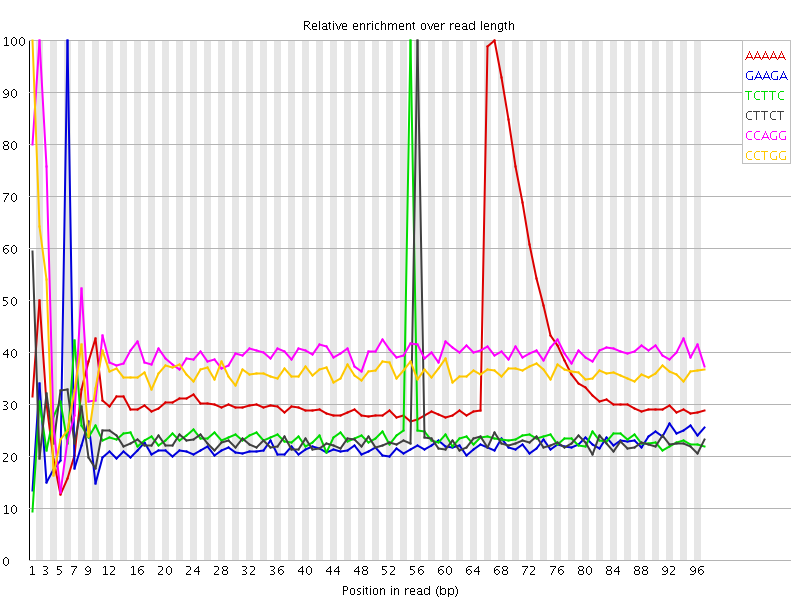 Relative enrichment over read length
100
90
80
70
60
50
40
30
20
10
0
AAAAA
GAAGA
TCTTC
CTTCT
CCAGG
CCTGG
1 3 5 7 9 12 16 20 24 28 32 36 40 44 48 52 56 60 64 68 72 76 80 84 88 92 96
Position in read (bp)